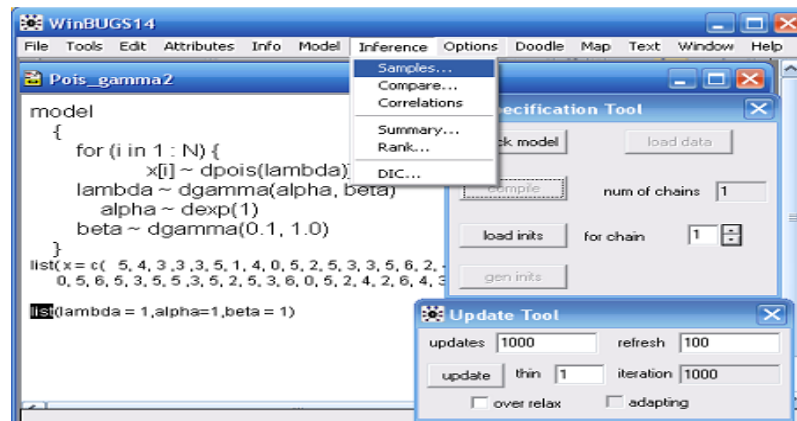 WinBUGS14
File Tools Edit Attributes Info Model Inference Options Doodle Map Text Window Help
Samples...
Compare...
Correlations
Summary...
Rank...
DIC...
Pois_gamma2
model
{
for (i in 1 : N) {
x[i] ~ dpois(lambda)
lambda ~ dgamma(alpha, beta)
alpha ~ dexp(1)
beta ~ dgamma(0.1, 1.0)
}
list( x = c( 5, 4, 3 ,3 ,3, 5, 1, 4, 0, 5, 2, 5, 3, 3, 5, 6, 2,
0, 5, 6, 5, 3, 5, 5 ,3, 5, 2, 5, 3, 6, 0, 5, 2, 4, 2, 6, 4, 3
list(lambda = 1,alpha=1,beta = 1)
ecification Tool
ck model load data
compile num of chains 1
load inits for chain 1
gen inits
Update Tool
updates 1000 refresh 100
update thin 1 iteration 1000
over relax adapting